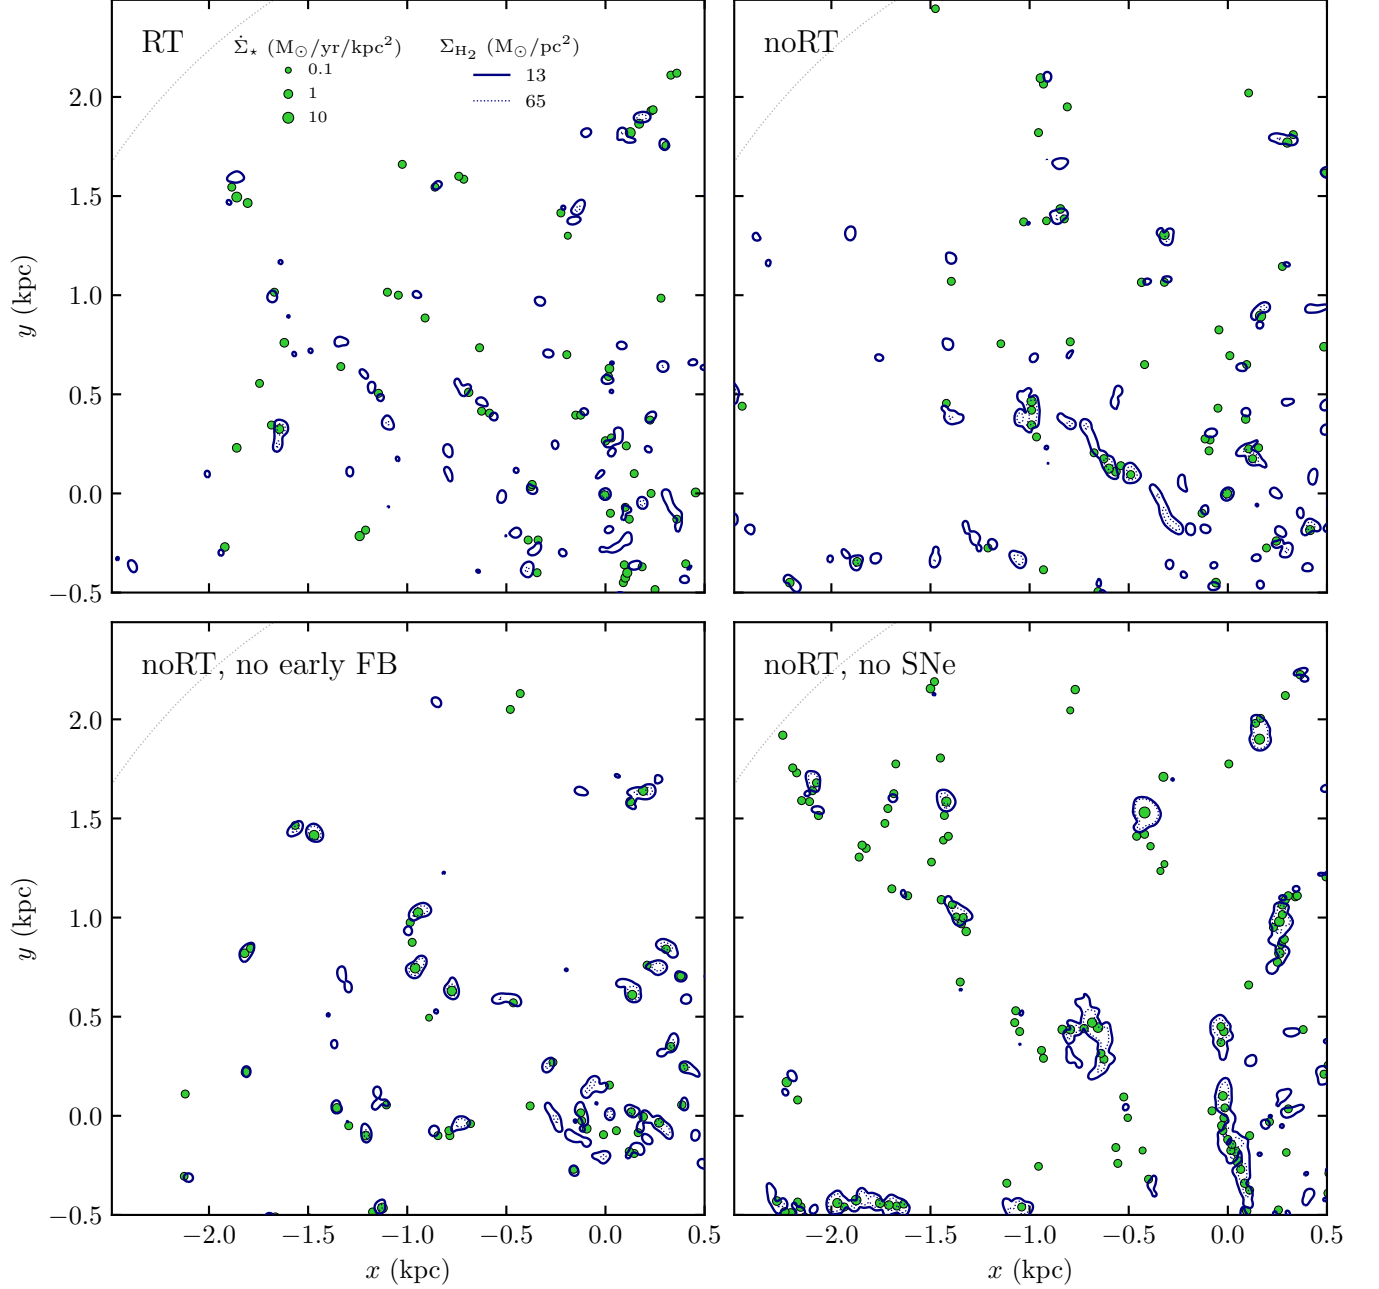 RT
Σ̇⋆ (M⊙/yr/kpc²)
0.1
1
10
Σ_H₂ (M⊙/pc²)
13
65
noRT
2.0
1.5
1.0
0.5
0.0
−0.5
y (kpc)
noRT, no early FB
noRT, no SNe
2.0
1.5
1.0
0.5
0.0
−0.5
y (kpc)
−2.0 −1.5 −1.0 −0.5 0.0 0.5
−2.0 −1.5 −1.0 −0.5 0.0 0.5
x (kpc)
x (kpc)